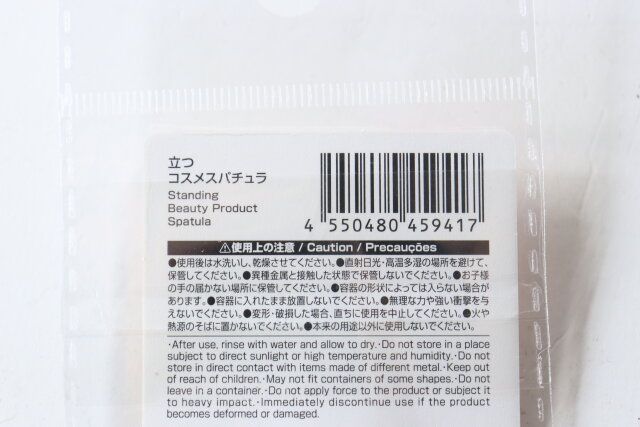 立つ
コスメスパチュラ
Standing
Beauty Product
Spatula
4 550480 459417
⚠使用上の注意 / Caution / Precauções
●使用後は水洗いし、乾燥させてください。●直射日光・高温多湿の場所を避けて、
保管してください。●異種金属と接触した状態で保管しないでください。●お子様
の手の届かない場所に保管してください。●容器の形状によっては入らない場合が
あります。●容器に入れたまま放置しないでください。●無理な力や強い衝撃を与
えないでください。●変形・破損した場合、直ちに使用を中止してください。●火や
熱源のそばに置かないでください。●本来の用途以外に使用しないでください。
・After use, rinse with water and allow to dry.・Do not store in a place
subject to direct sunlight or high temperature and humidity.・Do not
store in direct contact with items made of different metal.・Keep out
of reach of children.・May not fit containers of some shapes.・Do not
leave in a container.・Do not apply force to the product or subject it
to heavy impact.・Immediately discontinue use if the product
becomes deformed or damaged.